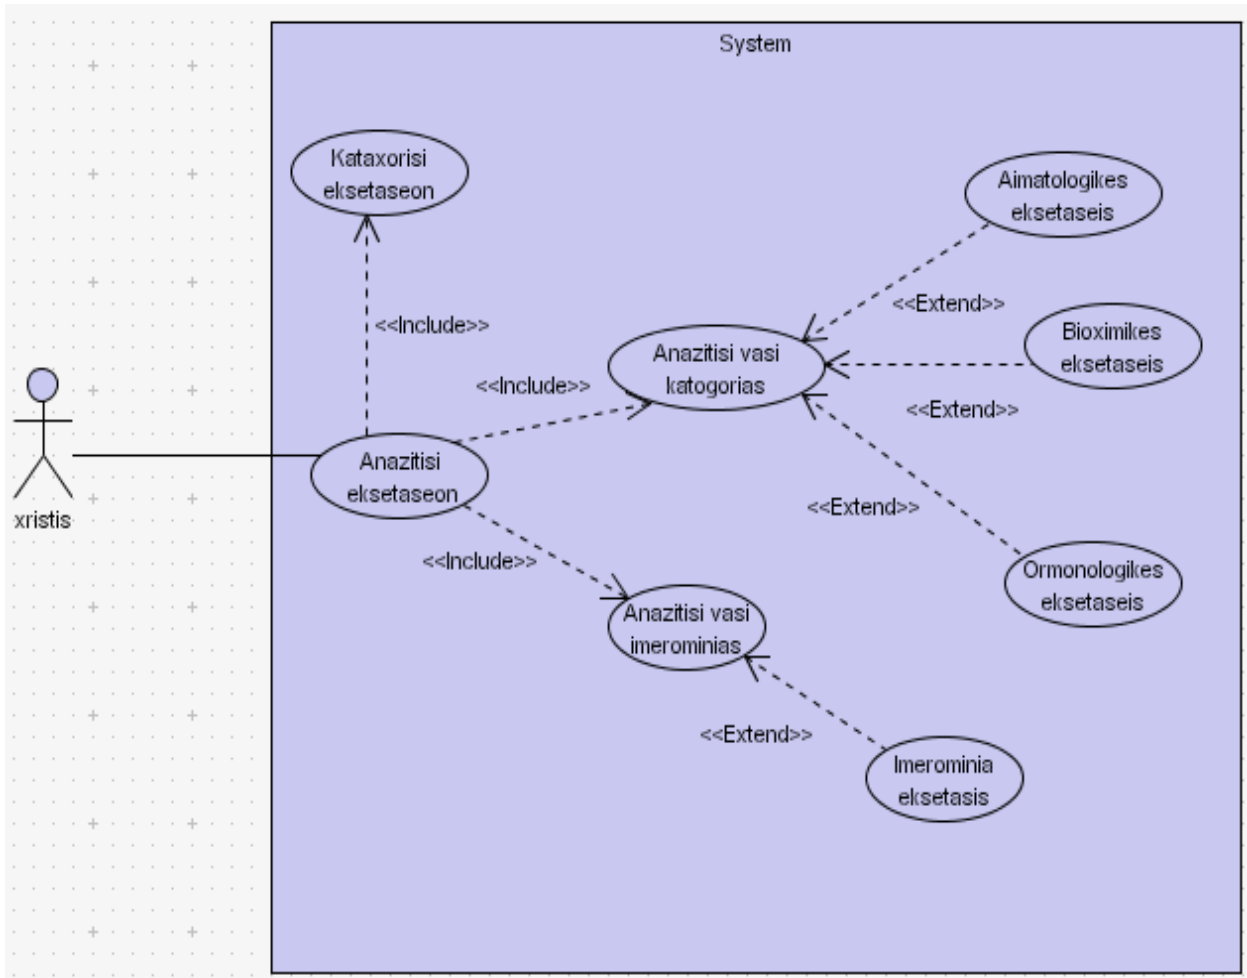 System
Kataxorisi
eksetaseon
Aimatologikes
eksetaseis
<<Extend>>
<<Include>>
Bioximikes
eksetaseis
Anazitisi vasi
katogorias
<<Include>>
<<Extend>>
Anazitisi
eksetaseon
<<Extend>>
xristis
<<Include>>
Ormonologikes
eksetaseis
Anazitisi vasi
imerominias
<<Extend>>
Imerominia
eksetasis